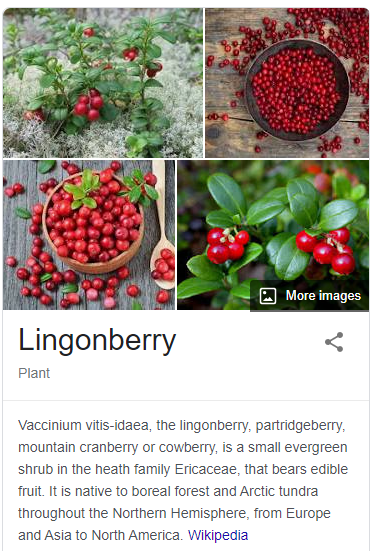 More images
Lingonberry
Plant
Vaccinium vitis-idaea, the lingonberry, partridgeberry,
mountain cranberry or cowberry, is a small evergreen
shrub in the heath family Ericaceae, that bears edible
fruit. It is native to boreal forest and Arctic tundra
throughout the Northern Hemisphere, from Europe
and Asia to North America. Wikipedia